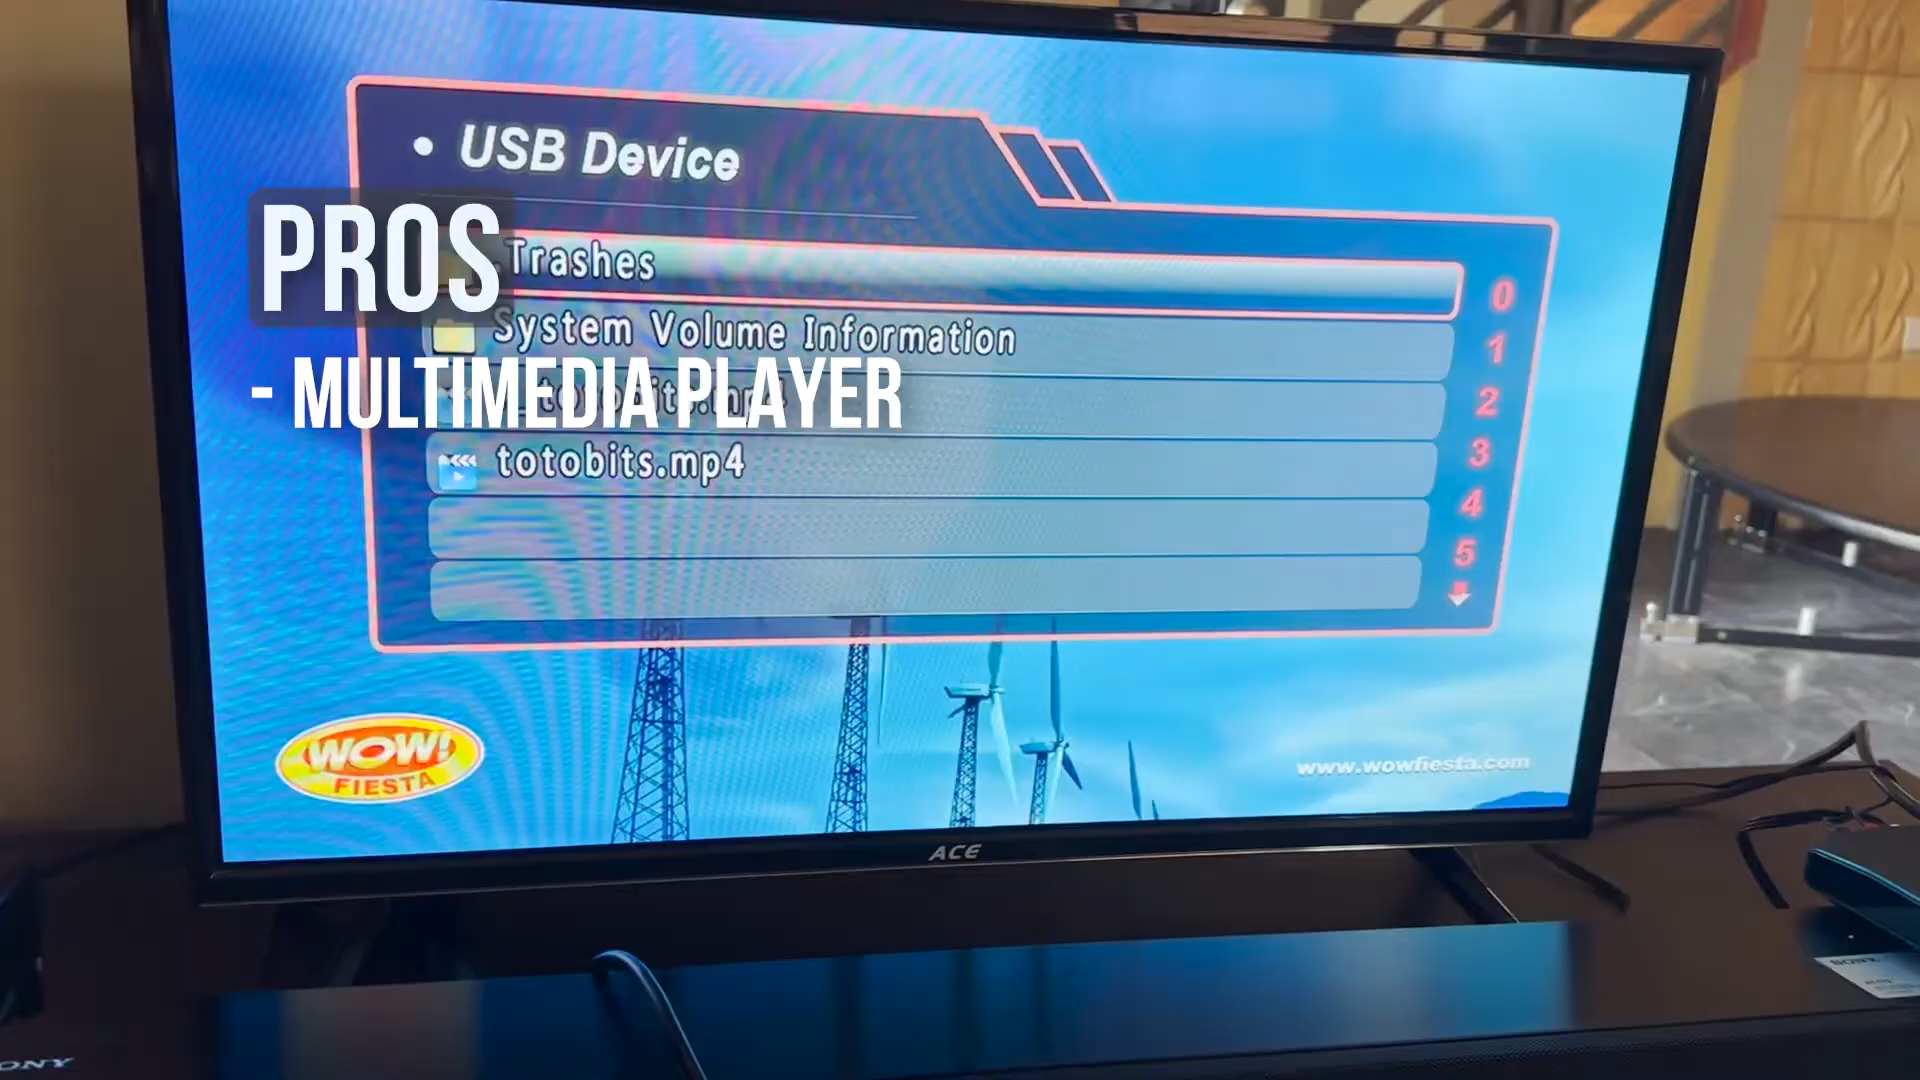 • USB Device
PROS
.Trashes
System Volume Information
- MULTIMEDIA PLAYER
totobits.mp4
0
1
2
3
4
5
WOW!
FIESTA
www.wowfiesta.com
ACE
SONY